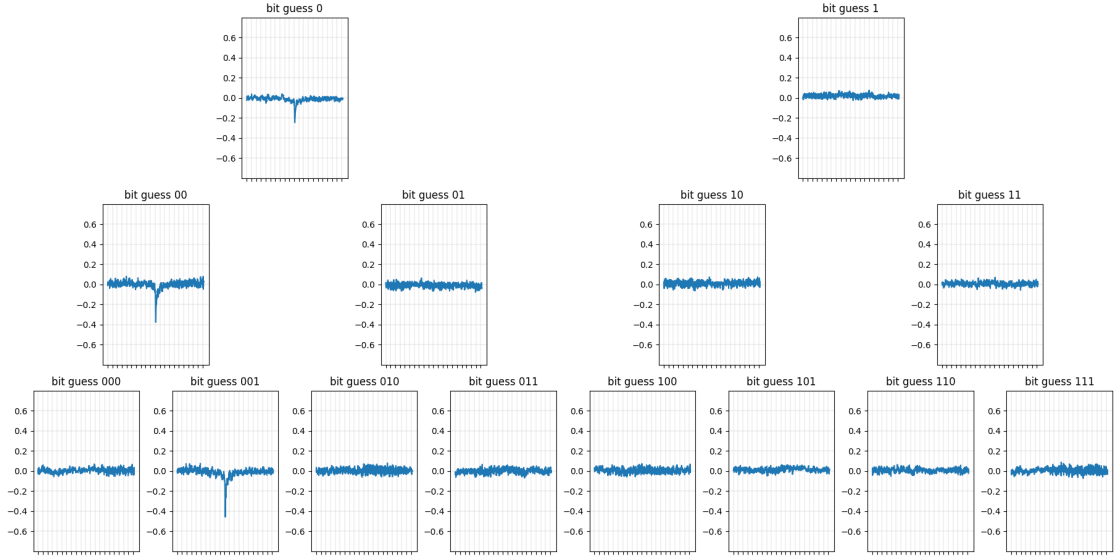 bit guess 0 bit guess 1
0.6 0.6
0.4 0.4
0.2 0.2
0.0 0.0
−0.2 −0.2
−0.4 −0.4
−0.6 −0.6
bit guess 00 bit guess 01 bit guess 10 bit guess 11
0.6 0.6 0.6 0.6
0.4 0.4 0.4 0.4
0.2 0.2 0.2 0.2
0.0 0.0 0.0 0.0
−0.2 −0.2 −0.2 −0.2
−0.4 −0.4 −0.4 −0.4
−0.6 −0.6 −0.6 −0.6
bit guess 000 bit guess 001 bit guess 010 bit guess 011 bit guess 100 bit guess 101 bit guess 110 bit guess 111
0.6 0.6 0.6 0.6 0.6 0.6 0.6 0.6
0.4 0.4 0.4 0.4 0.4 0.4 0.4 0.4
0.2 0.2 0.2 0.2 0.2 0.2 0.2 0.2
0.0 0.0 0.0 0.0 0.0 0.0 0.0 0.0
−0.2 −0.2 −0.2 −0.2 −0.2 −0.2 −0.2 −0.2
−0.4 −0.4 −0.4 −0.4 −0.4 −0.4 −0.4 −0.4
−0.6 −0.6 −0.6 −0.6 −0.6 −0.6 −0.6 −0.6